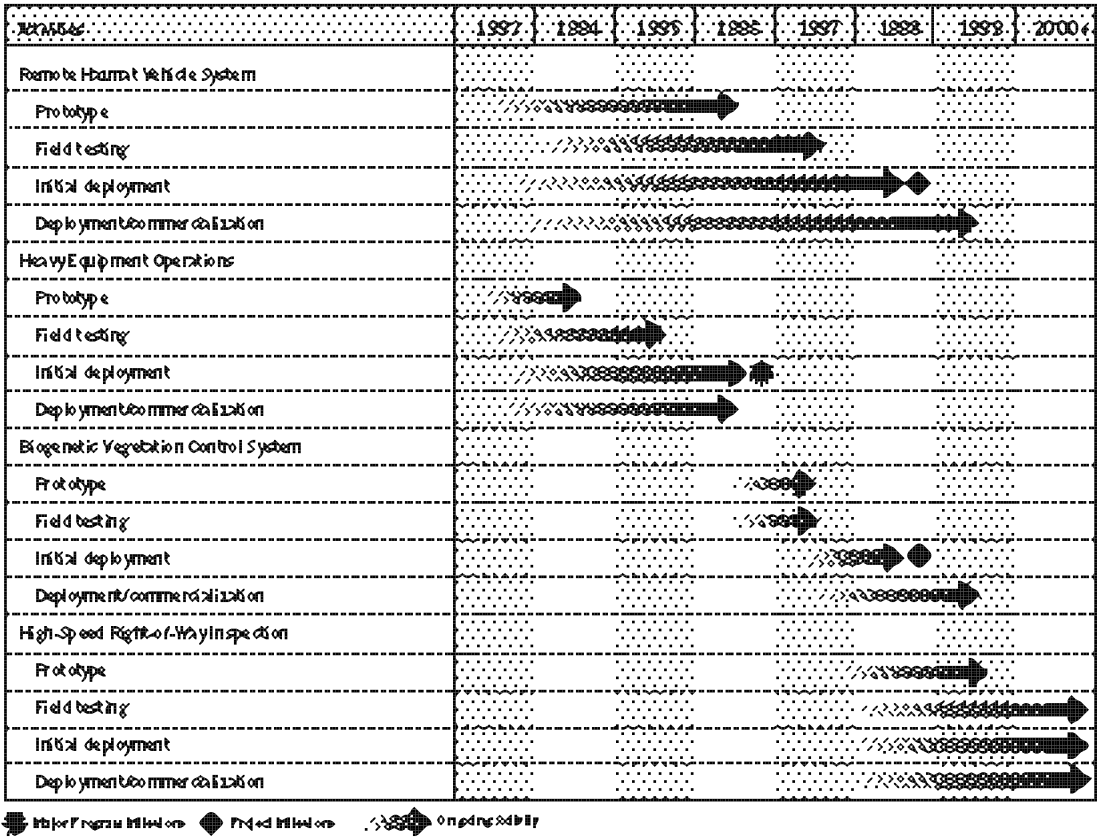 Activities 1993 1994 1995 1996 1997 1998 1999 2000+
Remote Hazmat Vehicle System
Prototype
Field testing
Initial deployment
Deployment/commercialization
Heavy Equipment Operations
Prototype
Field testing
Initial deployment
Deployment/commercialization
Biogenetic Vegetation Control System
Prototype
Field testing
Initial deployment
Deployment/commercialization
High-Speed Right-of-Way Inspection
Prototype
Field testing
Initial deployment
Deployment/commercialization
Major Program Milestone Project Milestone Ongoing activity